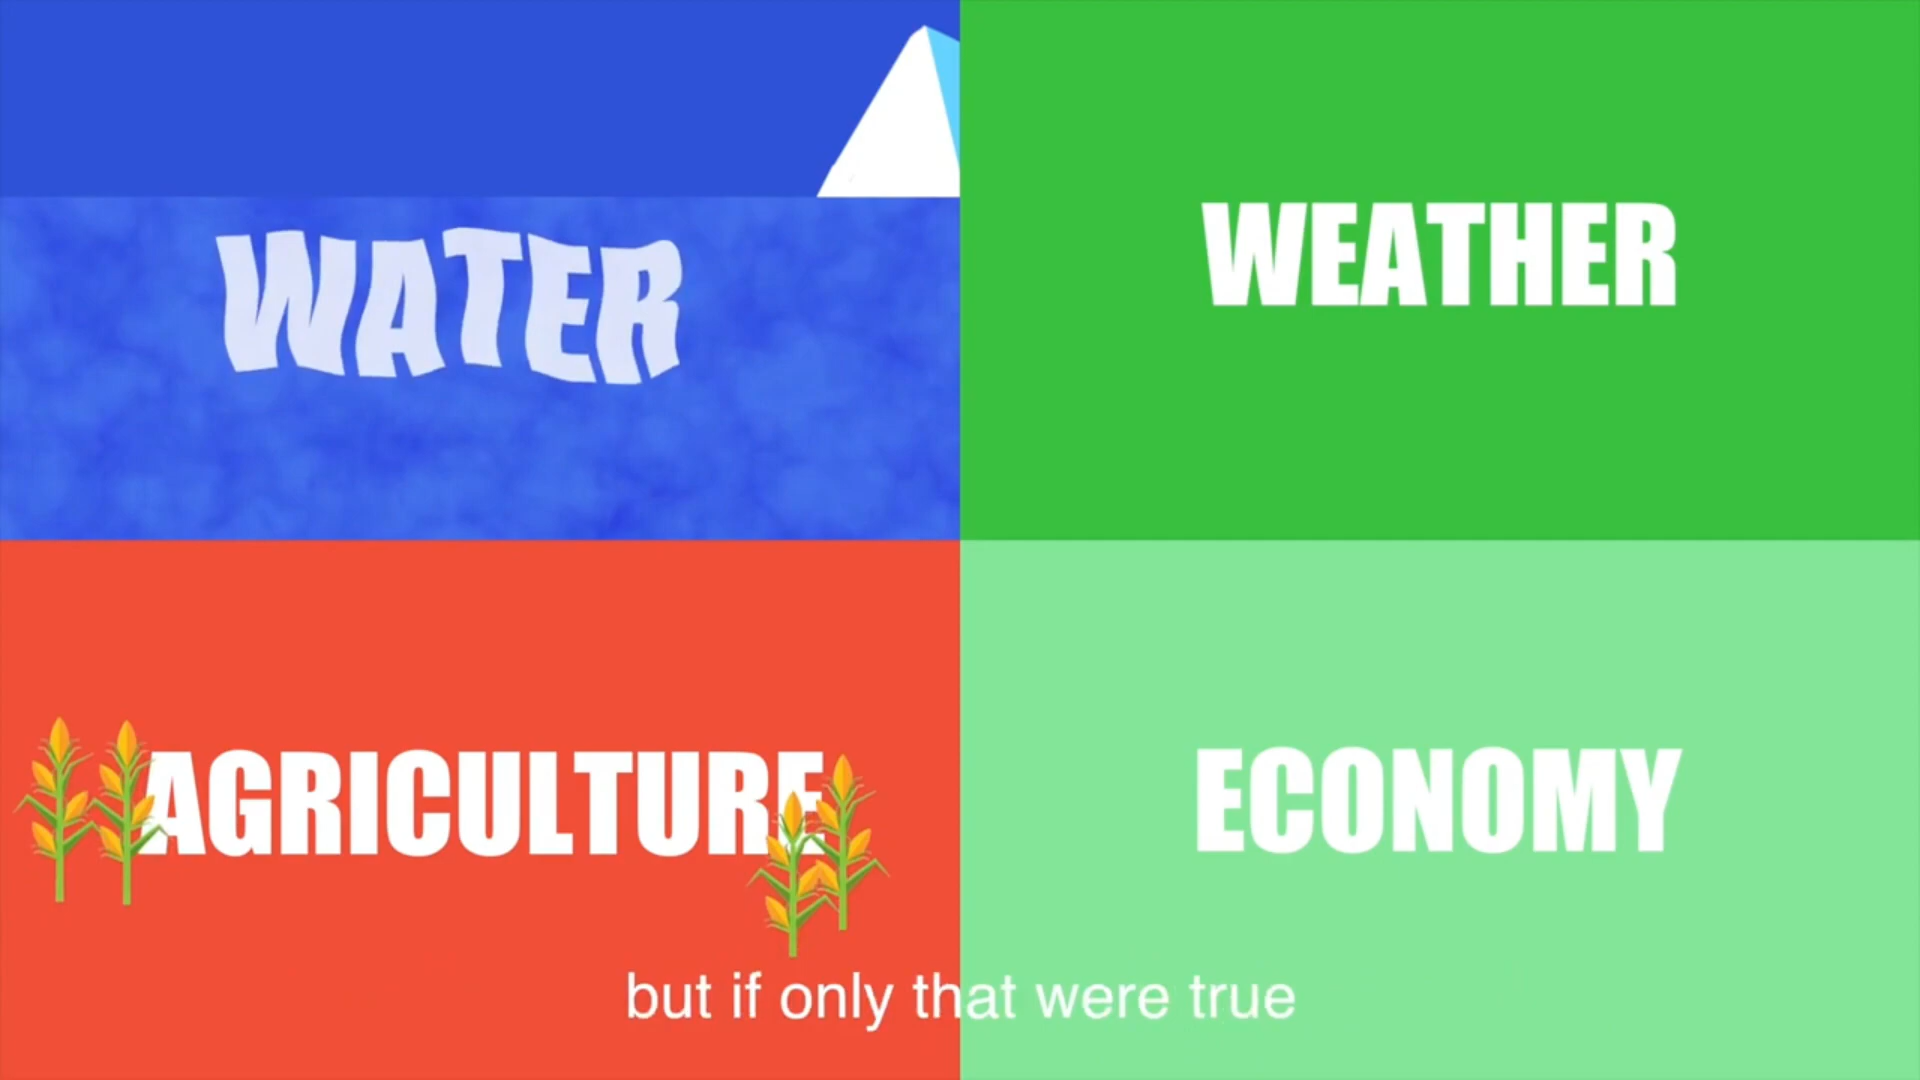 WATER
WEATHER
AGRICULTURE
ECONOMY
but if only that were true